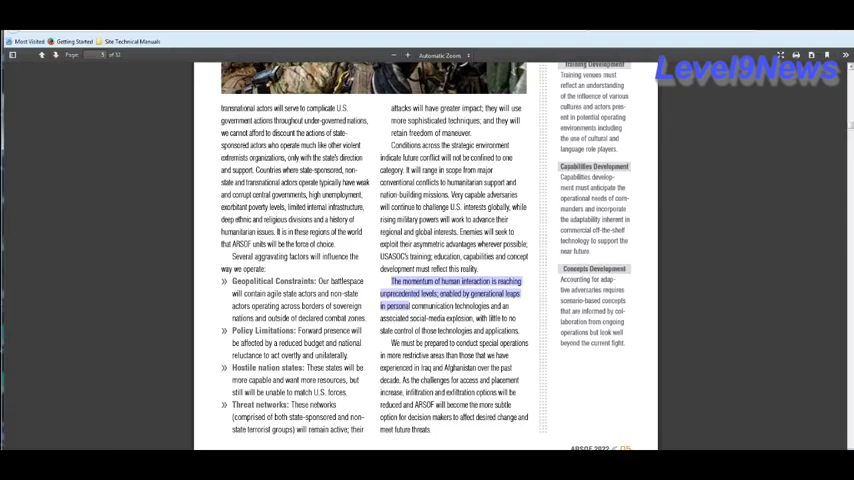 Most Visited Getting Started Site Technical Manuals
Page: 5 of 32
Automatic Zoom
Level9News
transnational actors will serve to complicate U.S.
government actions throughout under-governed nations,
we cannot afford to discount the actions of state-
sponsored actors who operate much like other violent
extremists organizations, only with the state's direction
and support. Countries where state-sponsored, non-
state and transnational actors operate typically have weak
and corrupt central governments, high unemployment,
exorbitant poverty levels, limited internal infrastructure,
deep ethnic and religious divisions and a history of
humanitarian issues. It is in these regions of the world
that ARSOF units will be the force of choice.
Several aggravating factors will influence the
way we operate:
» Geopolitical Constraints: Our battlespace
will contain agile state actors and non-state
actors operating across borders of sovereign
nations and outside of declared combat zones.
» Policy Limitations: Forward presence will
be affected by a reduced budget and national
reluctance to act overtly and unilaterally.
» Hostile nation states: These states will be
more capable and want more resources, but
still will be unable to match U.S. forces.
» Threat networks: These networks
(comprised of both state-sponsored and non-
state terrorist groups) will remain active; their
attacks will have greater impact; they will use
more sophisticated techniques; and they will
retain freedom of maneuver.
Conditions across the strategic environment
indicate future conflict will not be confined to one
category. It will range in scope from major
conventional conflicts to humanitarian support and
nation-building missions. Very capable adversaries
will continue to challenge U.S. interests globally, while
rising military powers will work to advance their
regional and global interests. Enemies will seek to
exploit their asymmetric advantages wherever possible;
USASOC's training; education, capabilities and concept
development must reflect this reality.
The momentum of human interaction is reaching
unprecedented levels, enabled by generational leaps
in personal communication technologies and an
associated social-media explosion, with little to no
state control of those technologies and applications.
We must be prepared to conduct special operations
in more restrictive areas than those that we have
experienced in Iraq and Afghanistan over the past
decade. As the challenges for access and placement
increase, infiltration and exfiltration options will be
reduced and ARSOF will become the more subtle
option for decision makers to affect desired change and
meet future threats.
Training Development
Training venues must
reflect an understanding
of the influence of various
cultures and actors pres-
ent in potential operating
environments including
the use of cultural and
language role players.
Capabilities Development
Capabilities develop-
ment must anticipate the
operational needs of com-
manders and incorporate
the adaptability inherent in
commercial off-the-shelf
technology to support the
near future.
Concepts Development
Accounting for adap-
tive adversaries requires
scenario-based concepts
that are informed by col-
laboration from ongoing
operations but look well
beyond the current fight.
ARSOF 2022 < 05